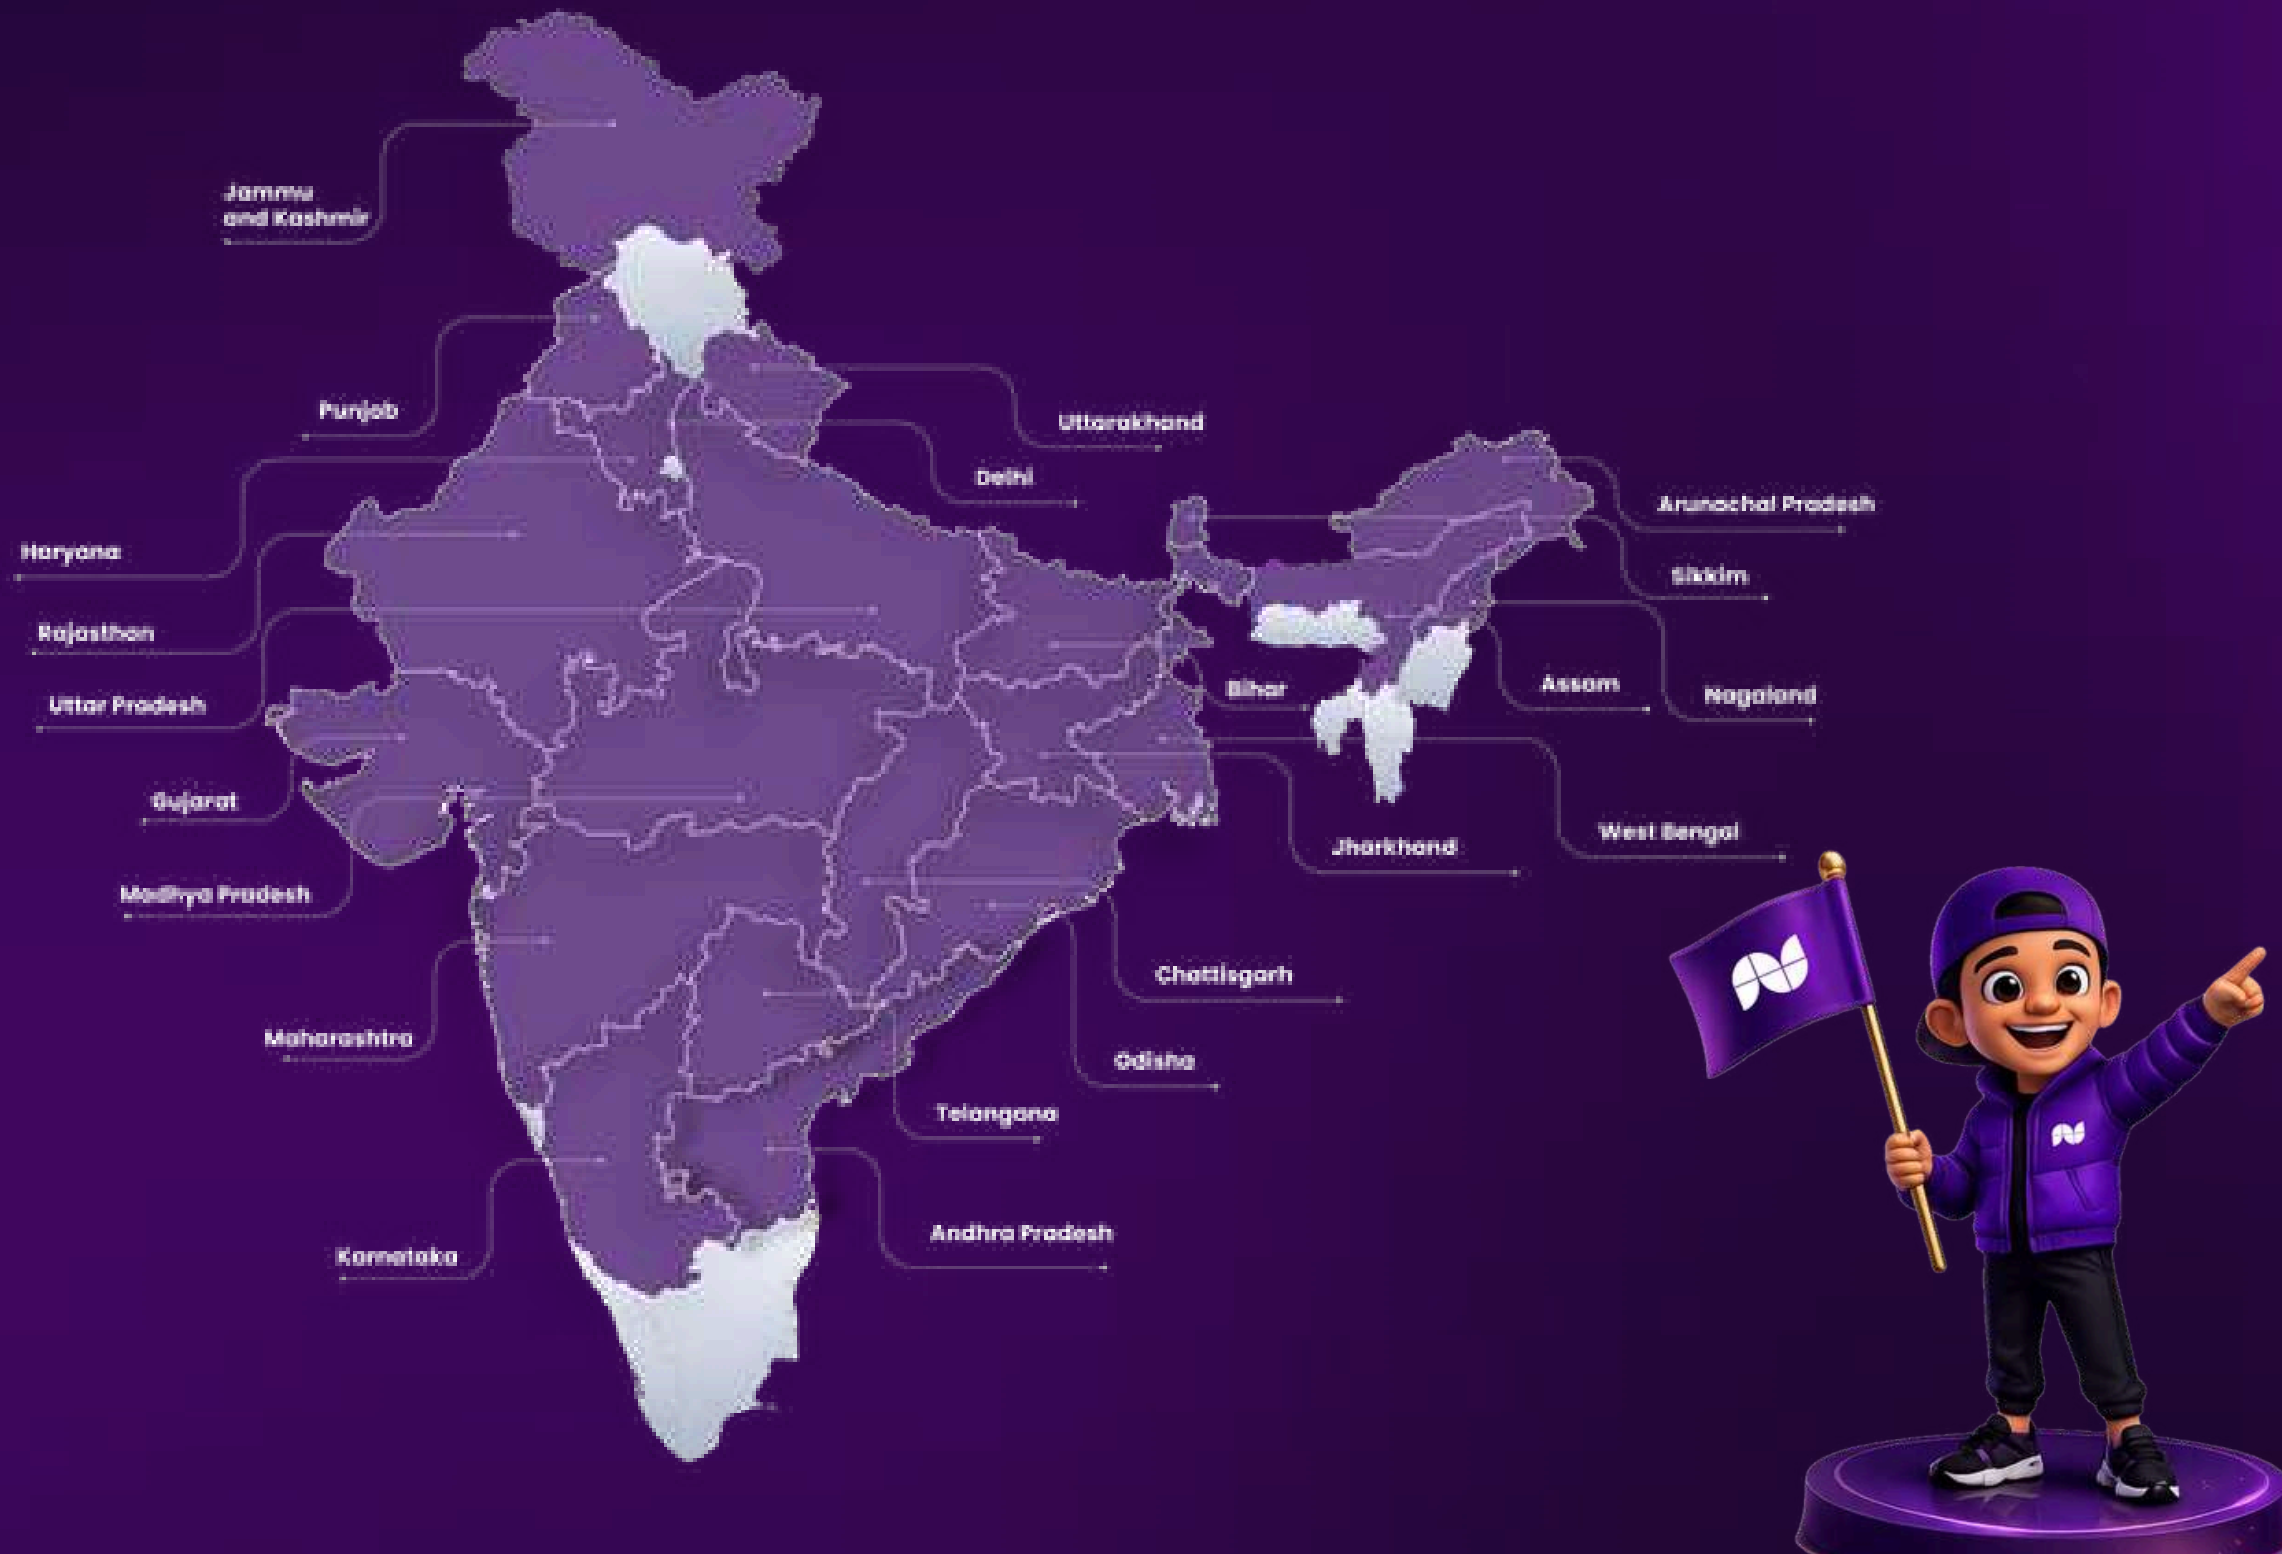 Jammu
and Kashmir
Punjab
Uttarakhand
Delhi
Arunachal Pradesh
Haryana
Sikkim
Rajasthan
Uttar Pradesh
Bihar
Assam
Nagaland
Gujarat
West Bengal
Jharkhand
Madhya Pradesh
Chattisgarh
Maharashtra
Odisha
Telangana
Andhra Pradesh
Karnataka